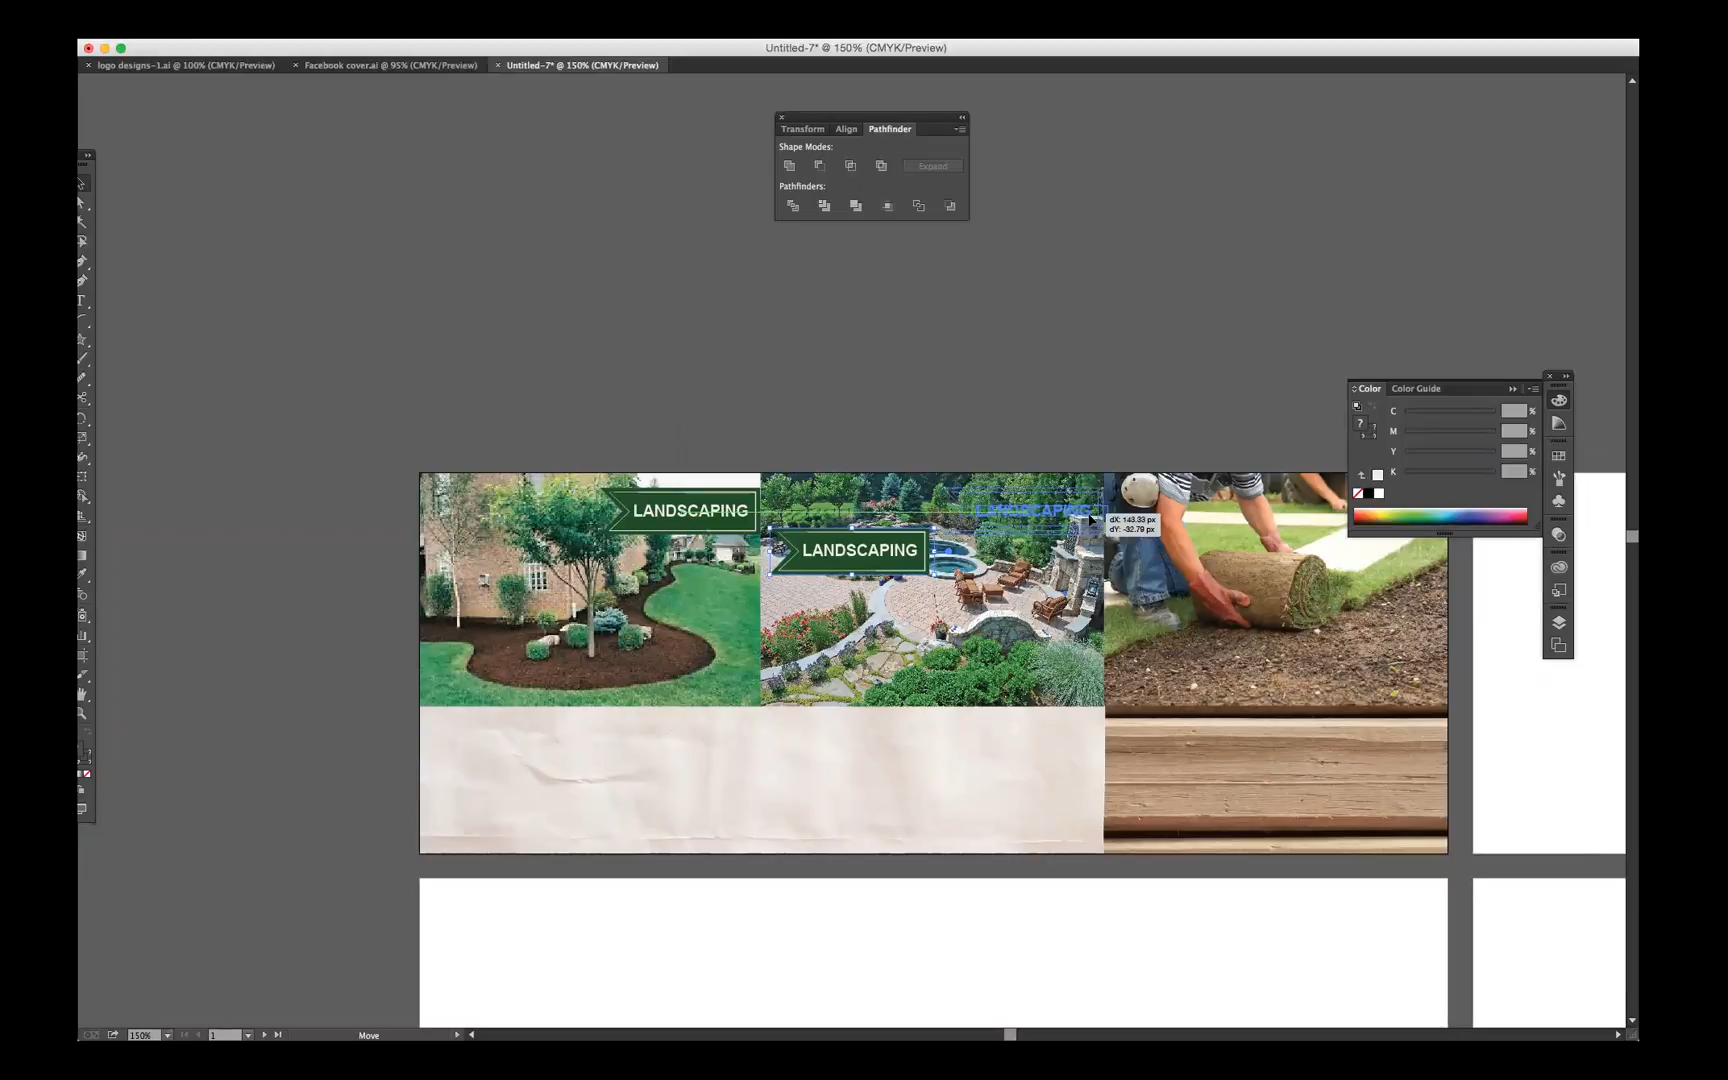 Untitled-7* @ 150% (CMYK/Preview)
logo designs-1.ai @ 100% (CMYK/Preview)
Facebook cover.ai @ 95% (CMYK/Preview)
Untitled-7* @ 150% (CMYK/Preview)
Transform Align Pathfinder
Shape Modes:
Expand
Pathfinders:
Color Color Guide
C %
M %
Y %
K %
LANDSCAPING
LANDSCAPING
dX: 143.33 px
dY: -32.79 px
LANDSCAPING
150% 1 Move